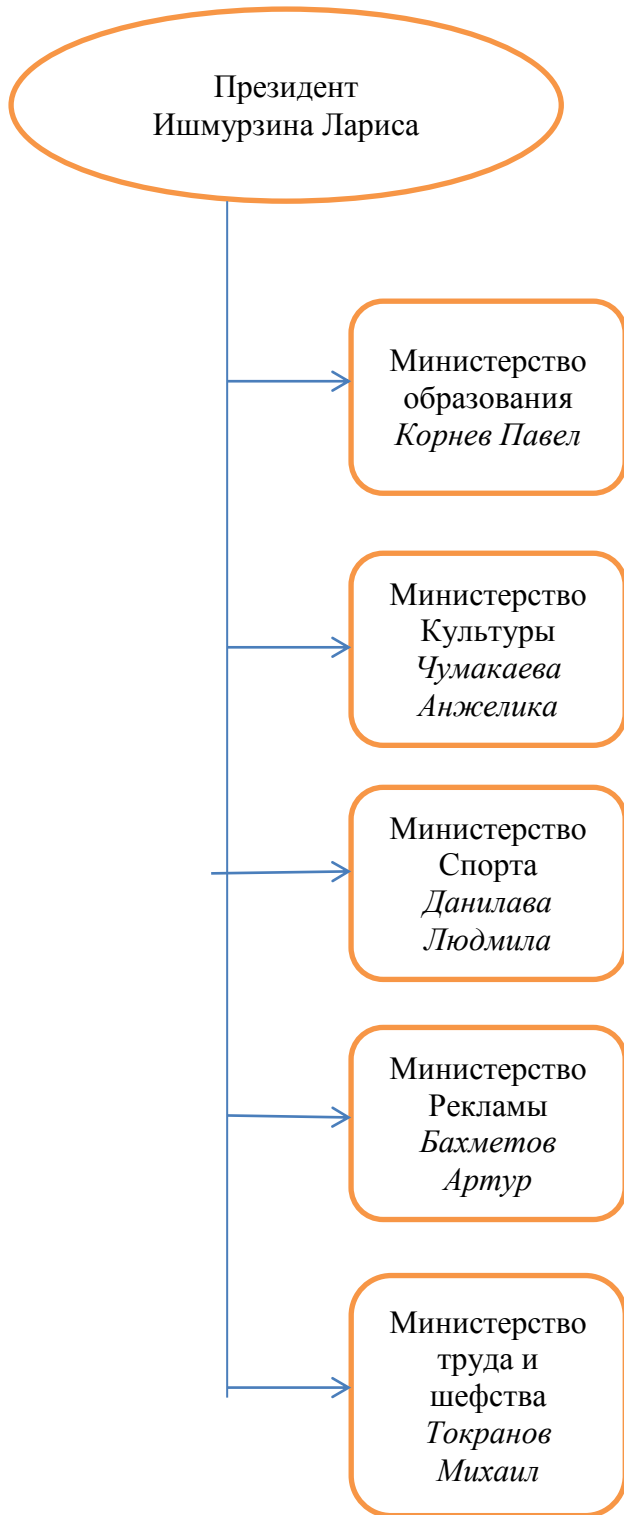 Президент
Ишмурзина Лариса
Министерство
образования
Корнев Павел
Министерство
Культуры
Чумакаева
Анжелика
Министерство
Спорта
Данилава
Людмила
Министерство
Рекламы
Бахметов
Артур
Министерство
труда и
шефства
Токранов
Михаил